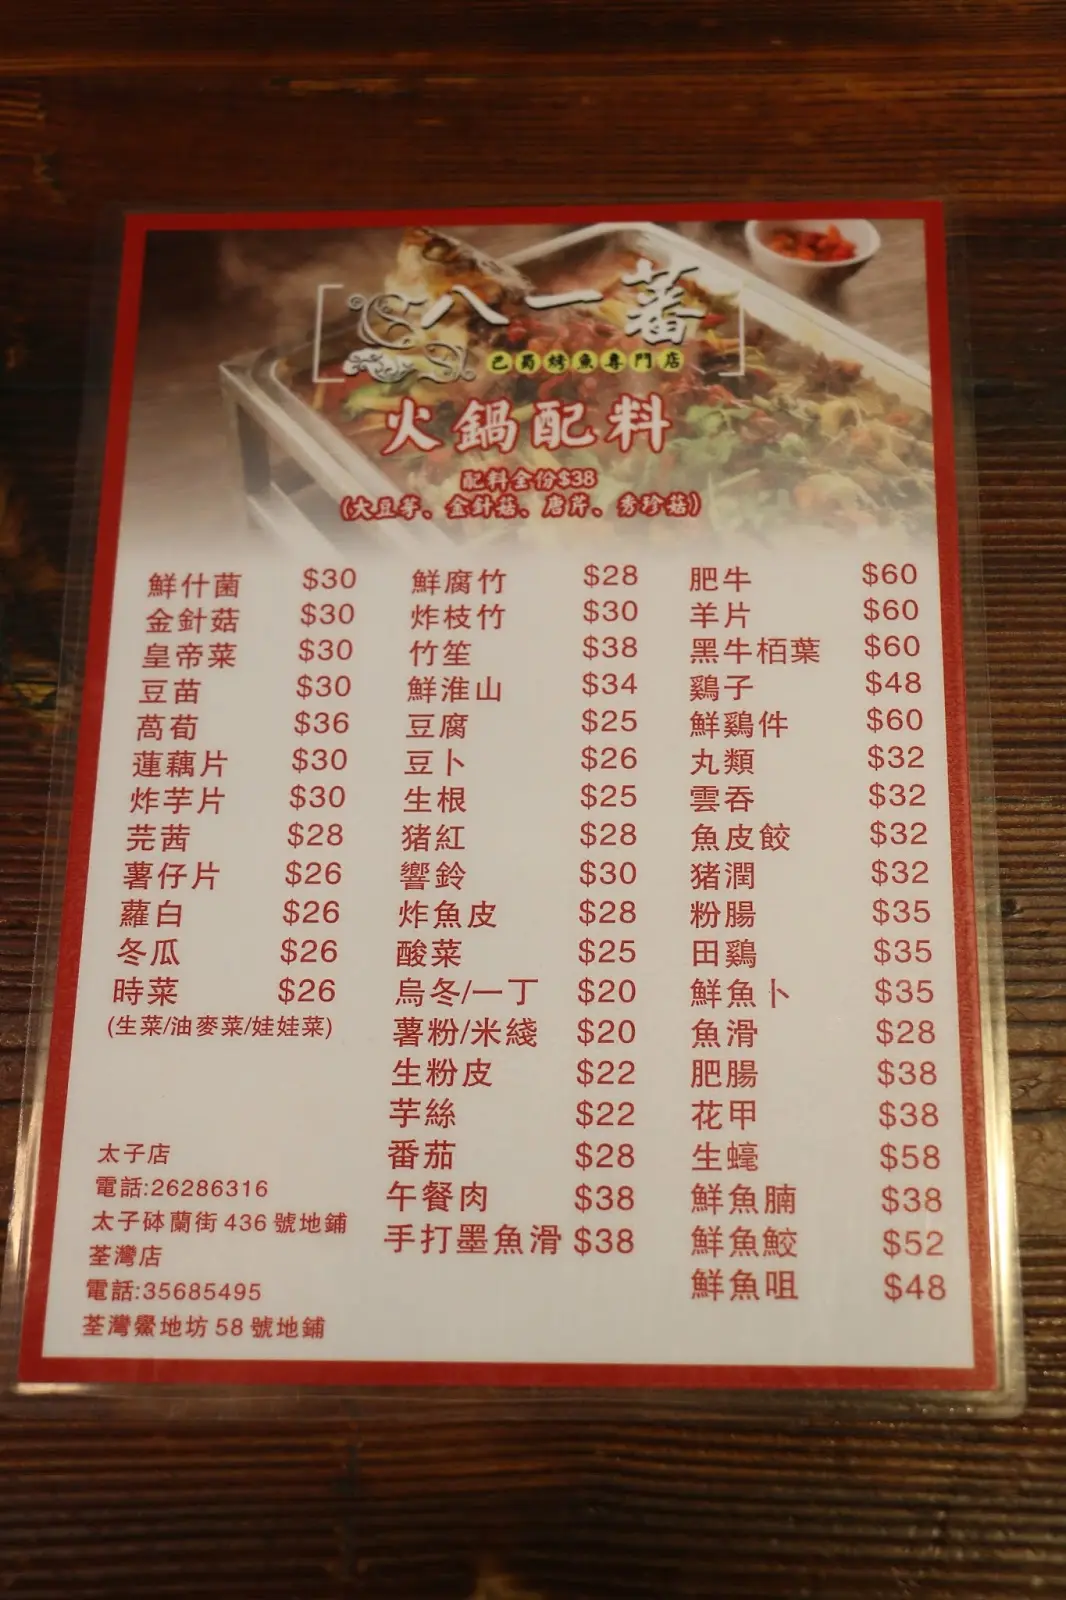 八一蕃
巴蜀烤魚專門店
火鍋配料
配料全份$38
(大豆芽、金針菇、唐芹、秀珍菇)
鮮什菌 $30
金針菇 $30
皇帝菜 $30
豆苗 $30
萵荀 $36
蓮藕片 $30
炸芋片 $30
芫茜 $28
薯仔片 $26
蘿白 $26
冬瓜 $26
時菜 $26
(生菜/油麥菜/娃娃菜)
太子店
電話:26286316
太子砵蘭街 436 號地鋪
荃灣店
電話:35685495
荃灣鱟地坊 58 號地鋪
鮮腐竹 $28
炸枝竹 $30
竹笙 $38
鮮淮山 $34
豆腐 $25
豆卜 $26
生根 $25
猪紅 $28
響鈴 $30
炸魚皮 $28
酸菜 $25
烏冬/一丁 $20
薯粉/米綫 $20
生粉皮 $22
芋絲 $22
番茄 $28
午餐肉 $38
手打墨魚滑 $38
肥牛 $60
羊片 $60
黑牛栢葉 $60
鷄子 $48
鮮鷄件 $60
丸類 $32
雲吞 $32
魚皮餃 $32
猪潤 $32
粉腸 $35
田鷄 $35
鮮魚卜 $35
魚滑 $28
肥腸 $38
花甲 $38
生蠔 $58
鮮魚腩 $38
鮮魚鮫 $52
鮮魚咀 $48